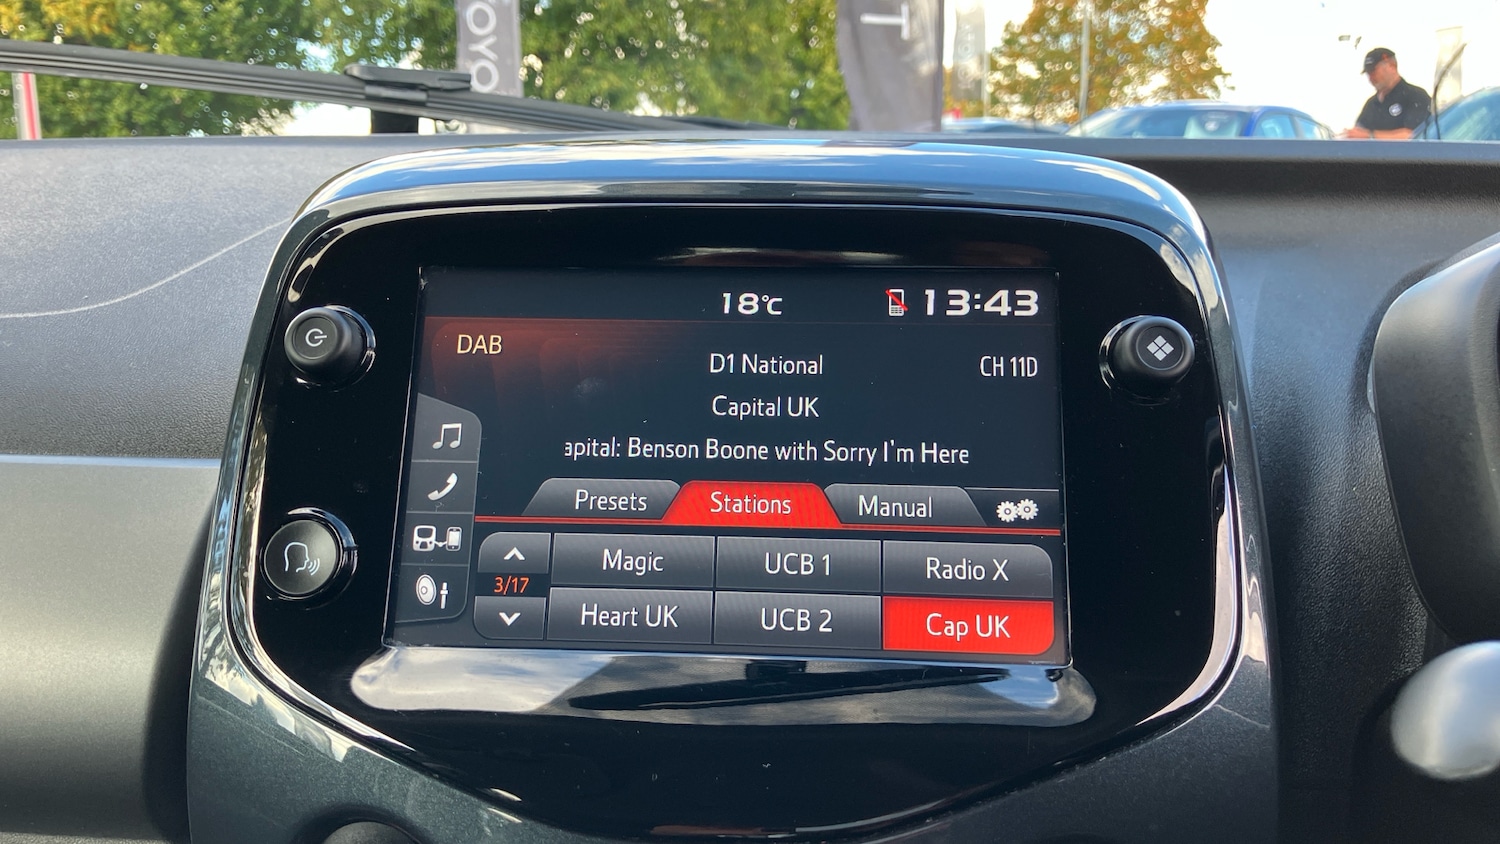 TOYO
T
18°C
13:43
DAB
D1 National
CH 11D
Capital UK
apital: Benson Boone with Sorry I'm Here
Presets
Stations
Manual
3/17
Magic
UCB 1
Radio X
Heart UK
UCB 2
Cap UK